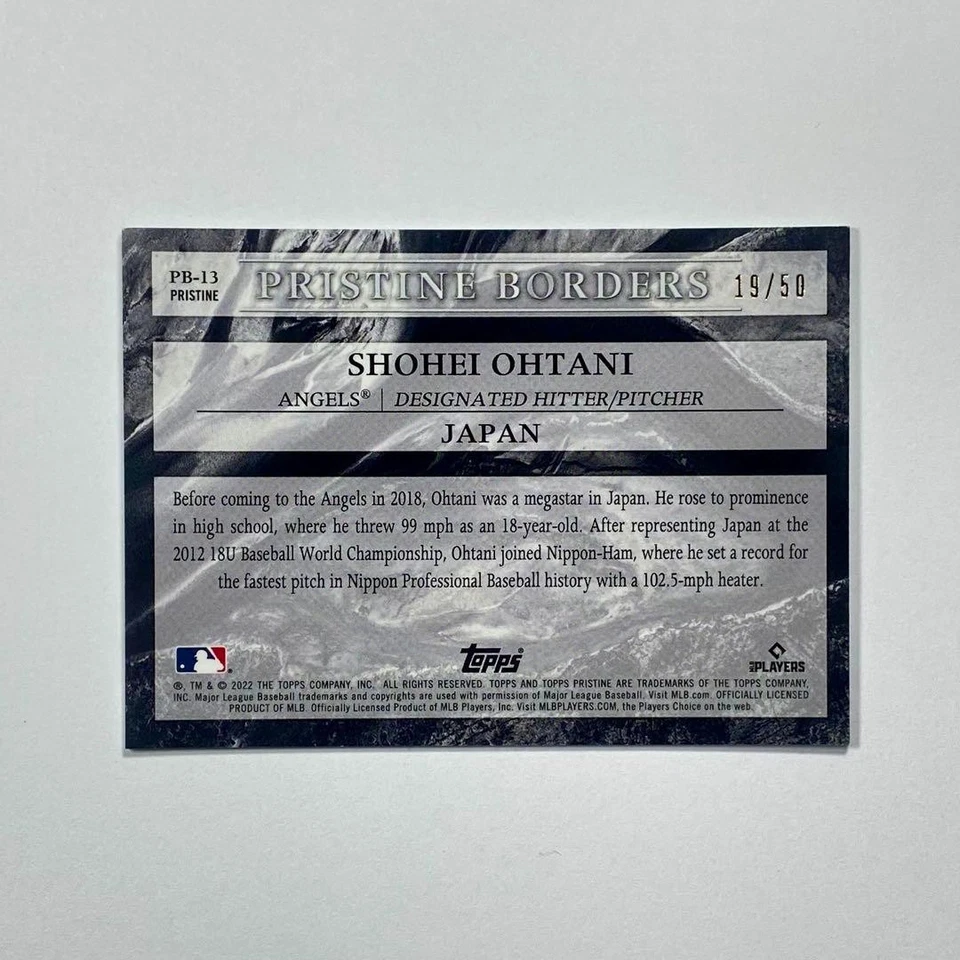 PB-13
PRISTINE
PRISTINE BORDERS
19/50
SHOHEI OHTANI
ANGELS® | DESIGNATED HITTER/PITCHER
JAPAN
Before coming to the Angels in 2018, Ohtani was a megastar in Japan. He rose to prominence
in high school, where he threw 99 mph as an 18-year-old. After representing Japan at the
2012 18U Baseball World Championship, Ohtani joined Nippon-Ham, where he set a record for
the fastest pitch in Nippon Professional Baseball history with a 102.5-mph heater.
Topps®
MLB PLAYERS
®, TM & © 2022 THE TOPPS COMPANY, INC. ALL RIGHTS RESERVED. TOPPS AND TOPPS PRISTINE ARE TRADEMARKS OF THE TOPPS COMPANY,
INC. Major League Baseball trademarks and copyrights are used with permission of Major League Baseball. Visit MLB.com. OFFICIALLY LICENSED
PRODUCT OF MLB. Officially Licensed Product of MLB Players, Inc. Visit MLBPLAYERS.COM, the Players Choice on the web.